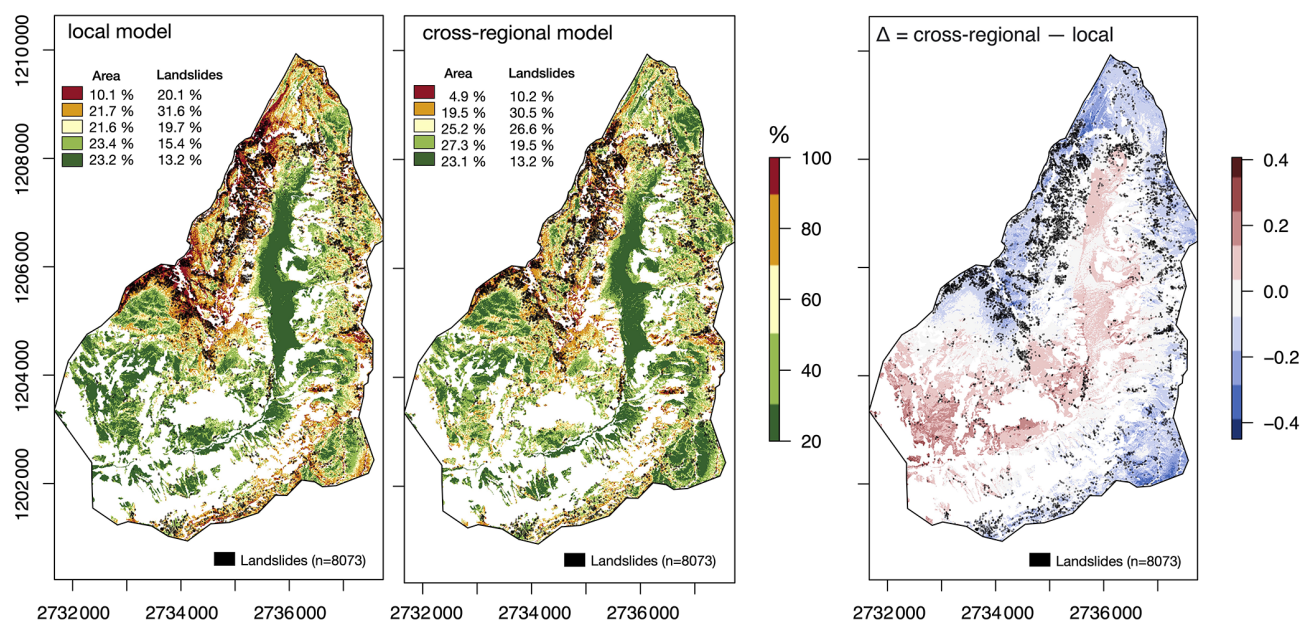 local model
Area Landslides
10.1 % 20.1 %
21.7 % 31.6 %
21.6 % 19.7 %
23.4 % 15.4 %
23.2 % 13.2 %
Landslides (n=8073)
1210000
1208000
1206000
1204000
1202000
2732000 2734000 2736000
cross-regional model
Area Landslides
4.9 % 10.2 %
19.5 % 30.5 %
25.2 % 26.6 %
27.3 % 19.5 %
23.1 % 13.2 %
Landslides (n=8073)
2732000 2734000 2736000
%
100
80
60
40
20
Δ = cross-regional — local
Landslides (n=8073)
2732000 2734000 2736000
0.4
0.2
0.0
−0.2
−0.4